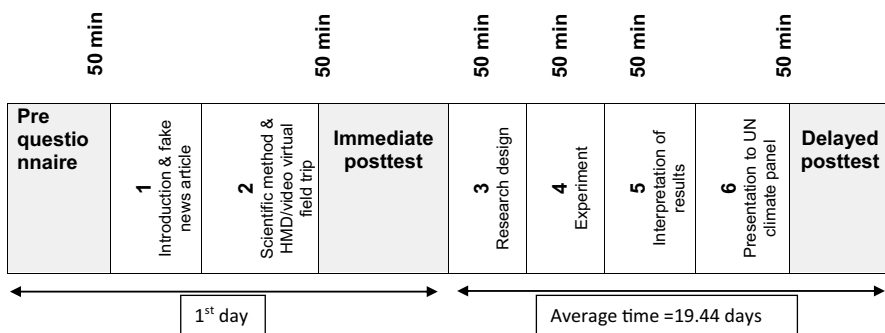 50 min
50 min
50 min
50 min
50 min
50 min
Pre
questio
nnaire
1
Introduction & fake
news article
2
Scientific method &
HMD/video virtual
field trip
Immediate
posttest
3
Research design
4
Experiment
5
Interpretation of
results
6
Presentation to UN
climate panel
Delayed
posttest
1st day
Average time =19.44 days